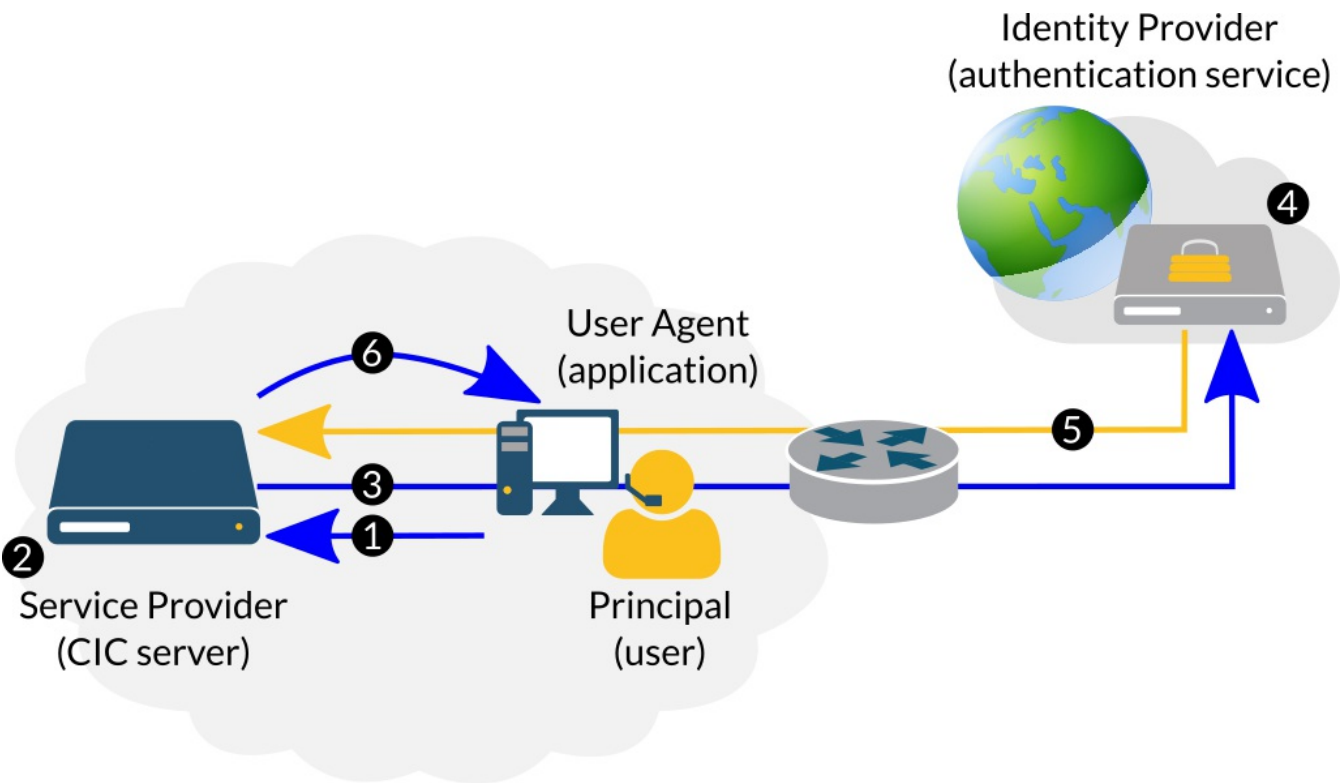 Identity Provider
(authentication service)
4
User Agent
(application)
6
5
3
1
2
Service Provider
(CIC server)
Principal
(user)